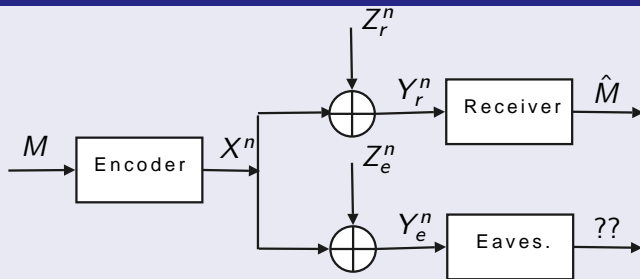 Z_r^n
Y_r^n
Receiver
M̂
M
Encoder
X^n
Z_e^n
Y_e^n
Eaves.
??